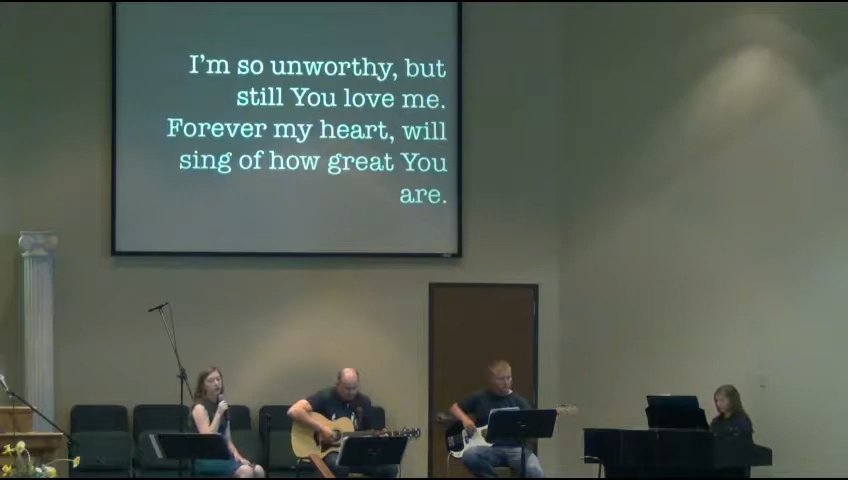 I'm so unworthy, but
still You love me.
Forever my heart, will
sing of how great You
are.